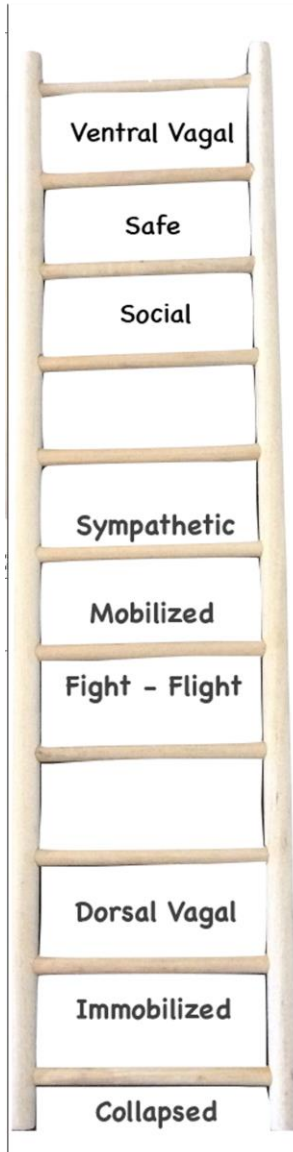 Ventral Vagal
Safe
Social
Sympathetic
Mobilized
Fight - Flight
Dorsal Vagal
Immobilized
Collapsed